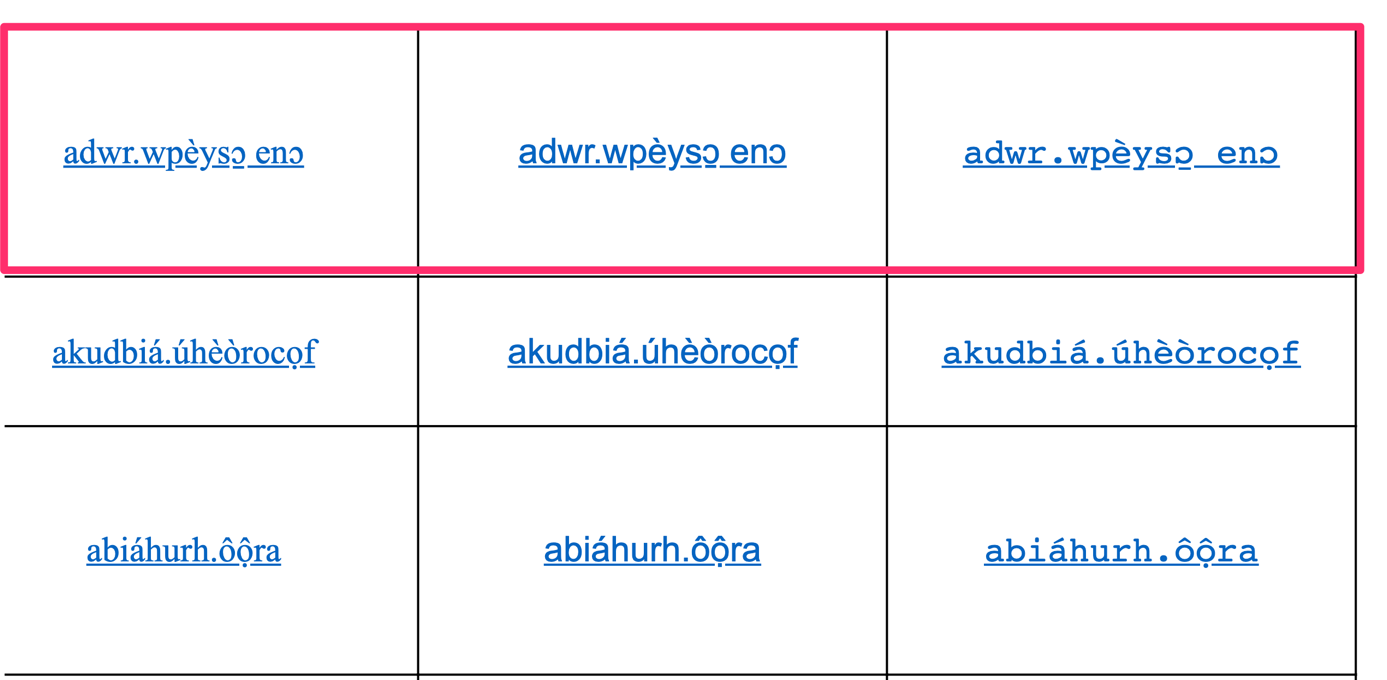 adwr.wpèysɔ̱ enɔ adwr.wpèysɔ̱ enɔ adwr.wpèysɔ̱ enɔ
akudbiá.úhèòrocọf akudbiá.úhèòrocọf akudbiá.úhèòrocọf
abiáhurh.ôộra abiáhurh.ôộra abiáhurh.ôộra